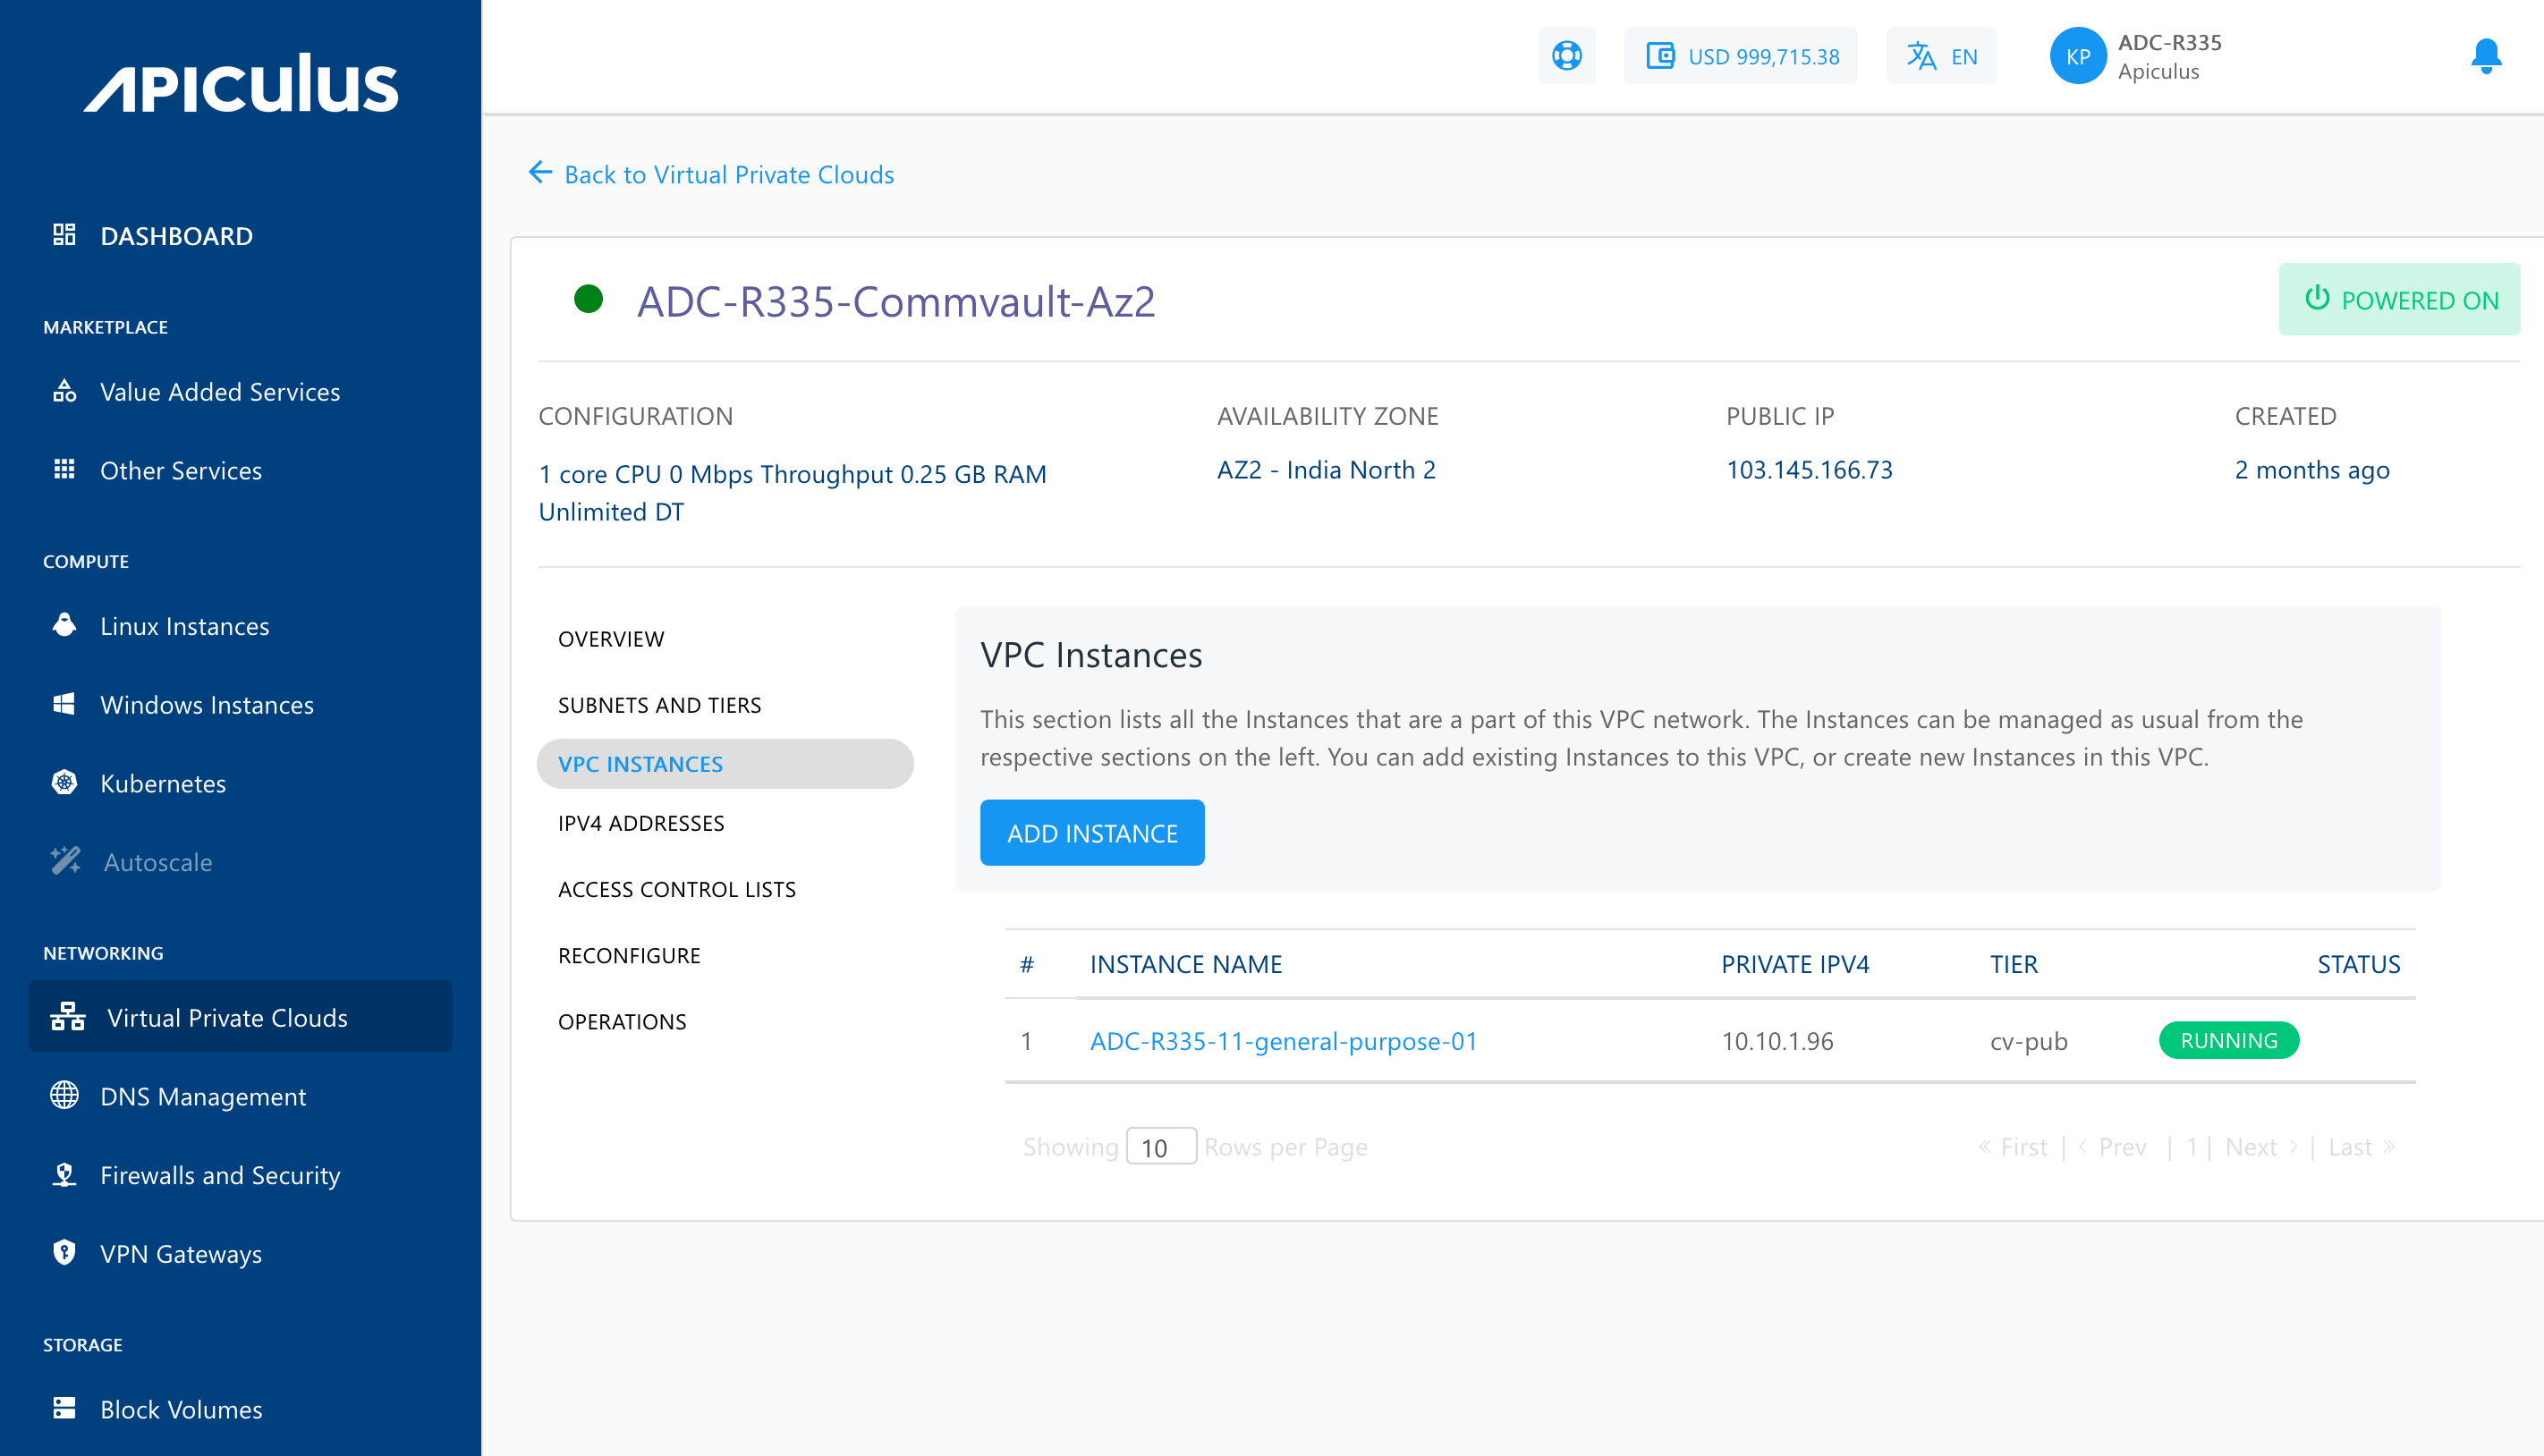 APICULUS
USD 999,715.38
EN
KP
ADC-R335
Apiculus
DASHBOARD
MARKETPLACE
Value Added Services
Other Services
COMPUTE
Linux Instances
Windows Instances
Kubernetes
Autoscale
NETWORKING
Virtual Private Clouds
DNS Management
Firewalls and Security
VPN Gateways
STORAGE
Block Volumes
Back to Virtual Private Clouds
ADC-R335-Commvault-Az2
POWERED ON
CONFIGURATION
1 core CPU 0 Mbps Throughput 0.25 GB RAM
Unlimited DT
AVAILABILITY ZONE
AZ2 - India North 2
PUBLIC IP
103.145.166.73
CREATED
2 months ago
OVERVIEW
SUBNETS AND TIERS
VPC INSTANCES
IPV4 ADDRESSES
ACCESS CONTROL LISTS
RECONFIGURE
OPERATIONS
VPC Instances
This section lists all the Instances that are a part of this VPC network. The Instances can be managed as usual from the
respective sections on the left. You can add existing Instances to this VPC, or create new Instances in this VPC.
ADD INSTANCE
# INSTANCE NAME PRIVATE IPV4 TIER STATUS
1 ADC-R335-11-general-purpose-01 10.10.1.96 cv-pub RUNNING
Showing 10 Rows per Page
« First | ‹ Prev | 1 | Next › | Last »